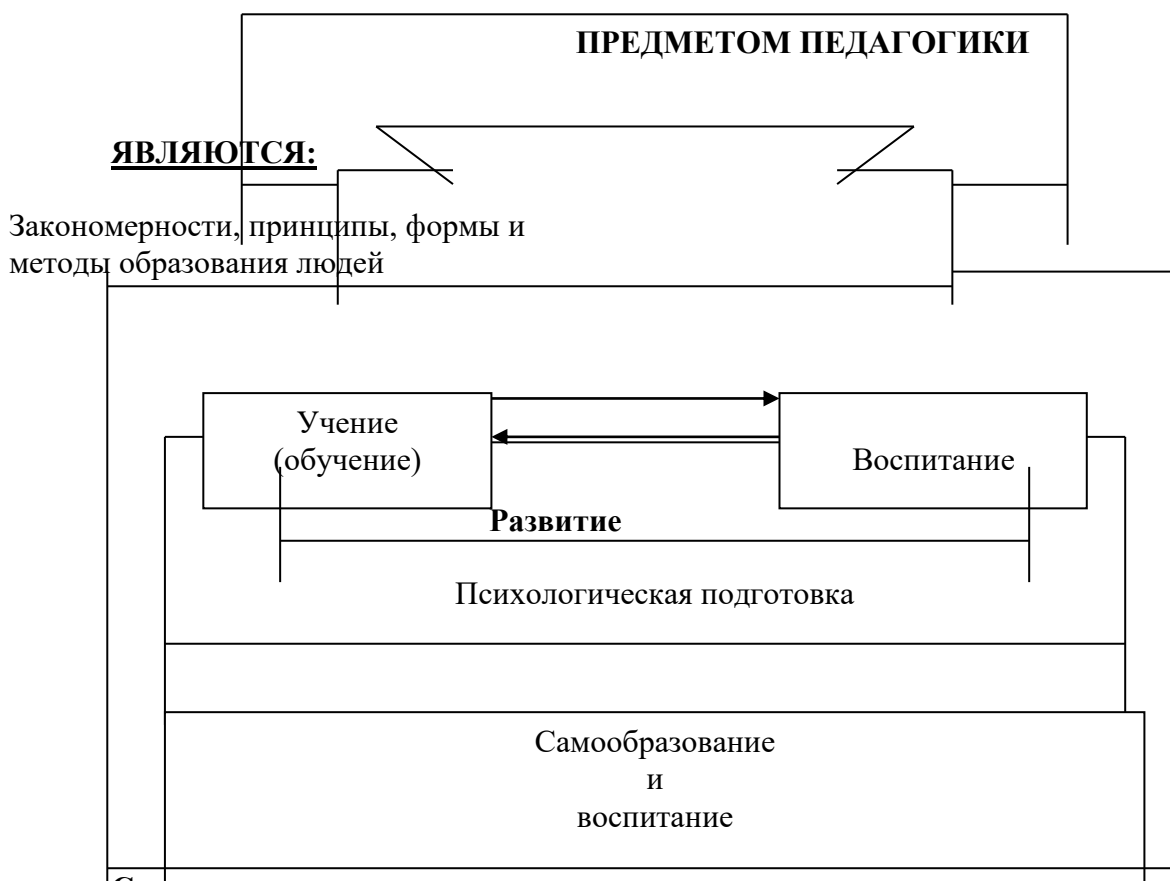 ПРЕДМЕТОМ ПЕДАГОГИКИ
ЯВЛЯЮТСЯ:
Закономерности, принципы, формы и
методы образования людей
Учение
(обучение)
Воспитание
Развитие
Психологическая подготовка
Самообразование
и
воспитание